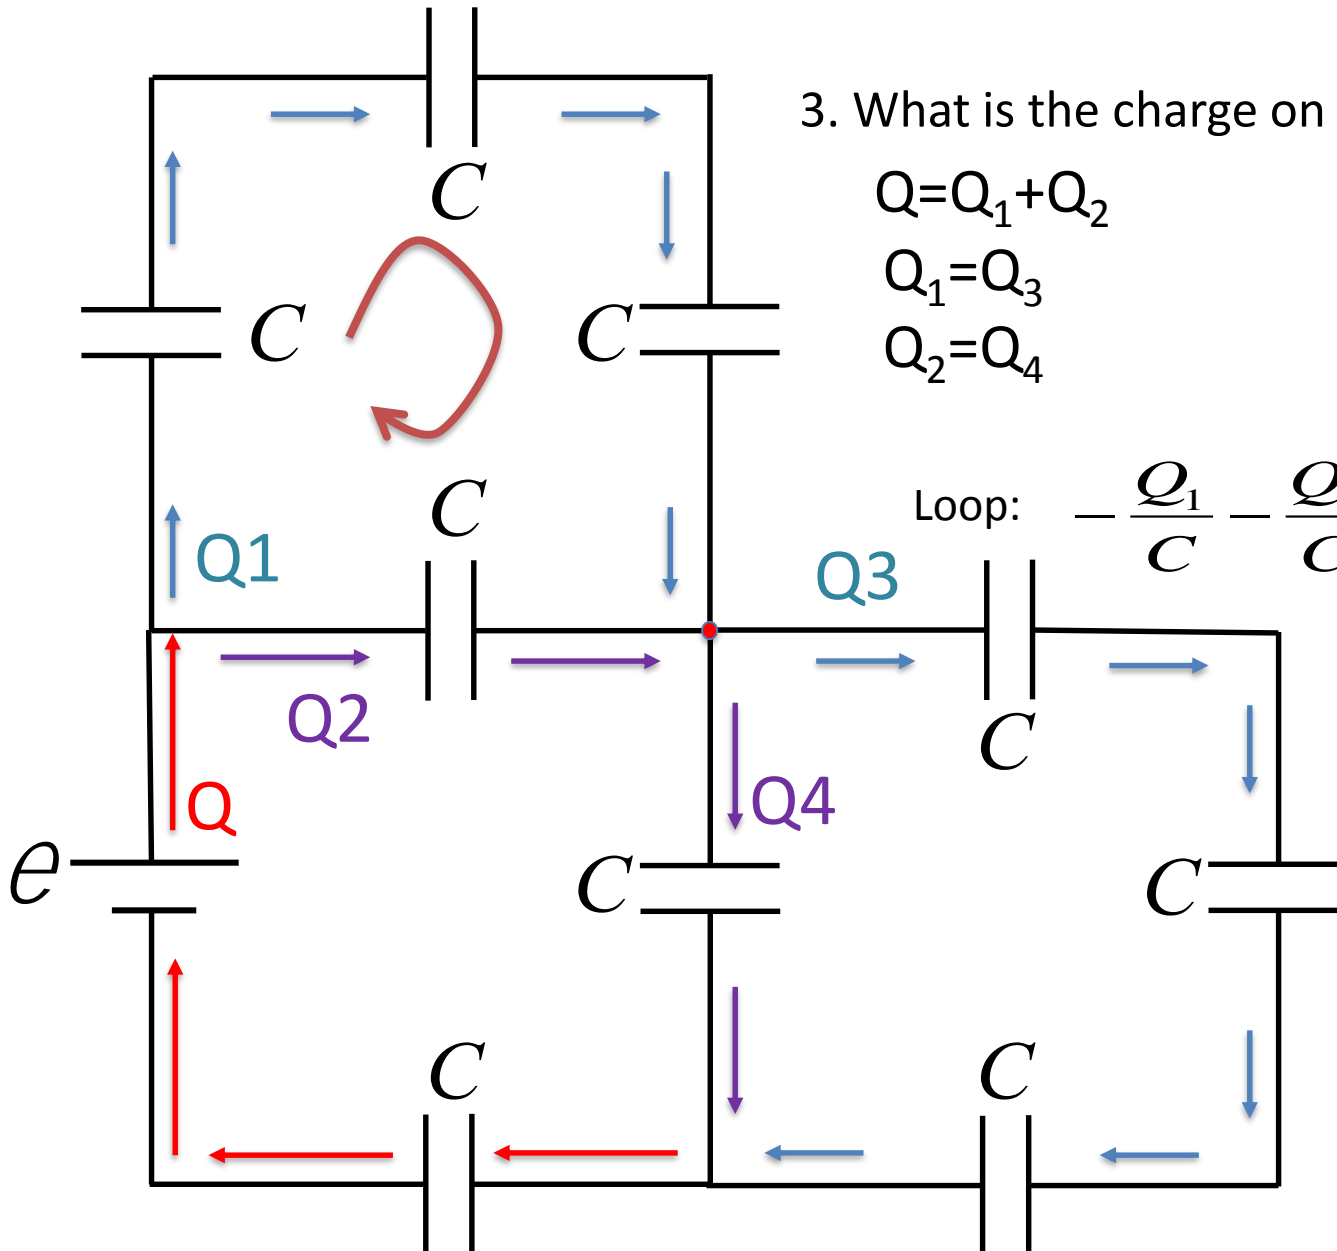 C
3. What is the charge on
Q=Q₁+Q₂
Q₁=Q₃
Q₂=Q₄
C
C
C
Loop: − Q₁/C − Q/C
Q1
Q3
Q2
C
Q
Q4
e
C
C
C
C